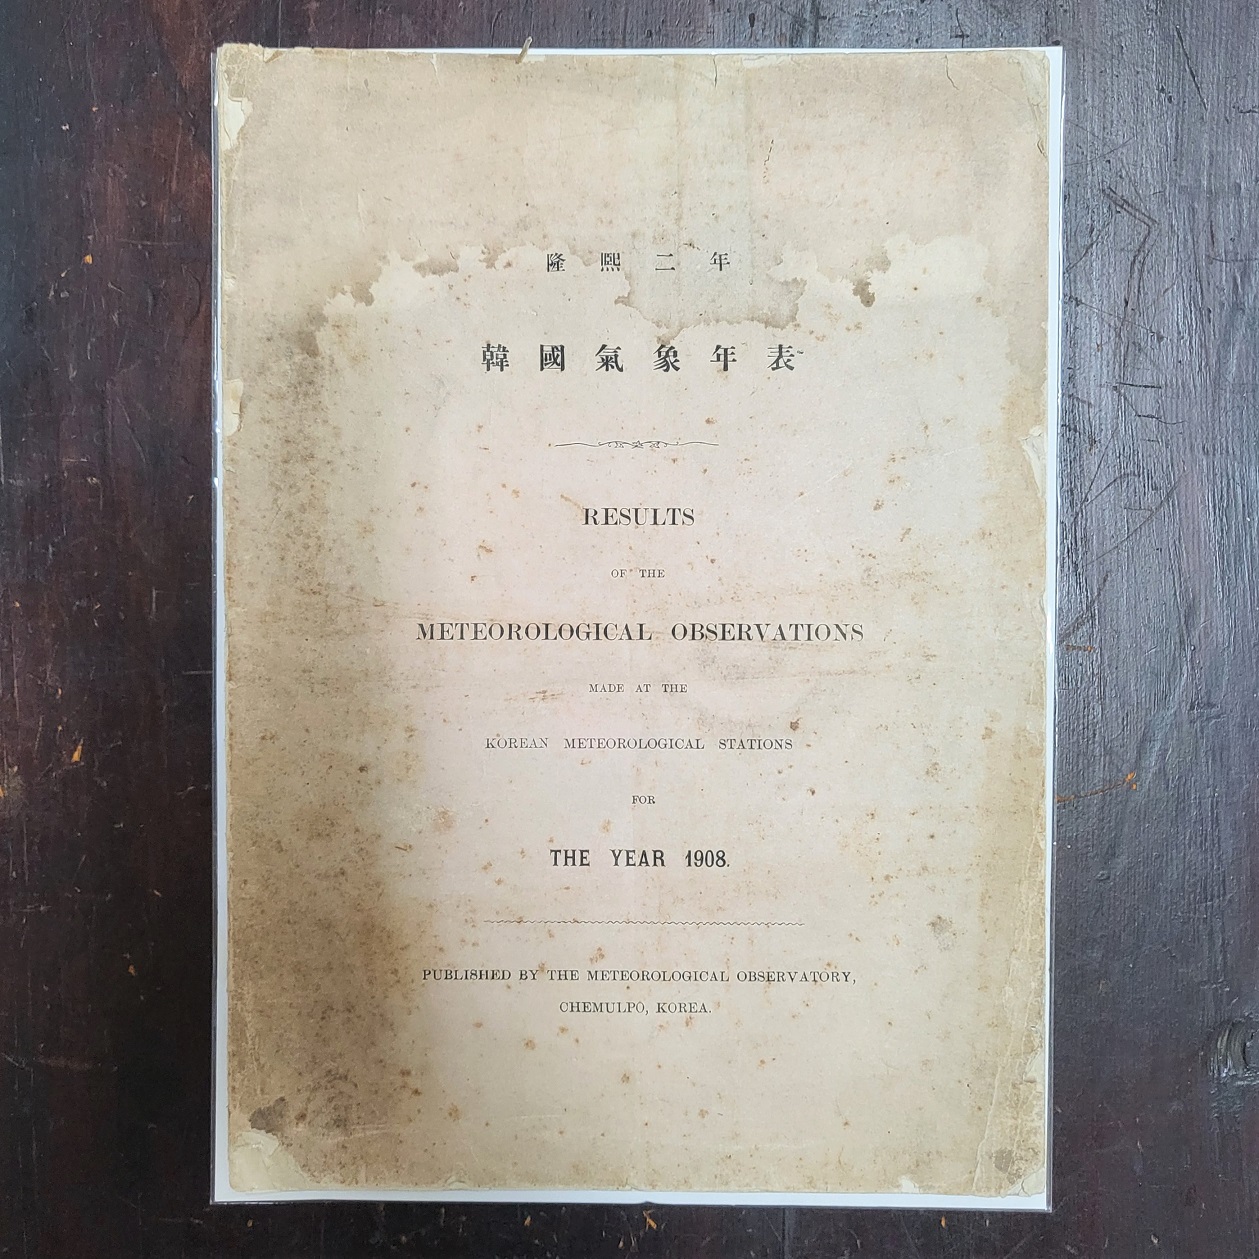 隆熙二年
韓國氣象年表
RESULTS
OF THE
METEOROLOGICAL OBSERVATIONS
MADE AT THE
KOREAN METEOROLOGICAL STATIONS
FOR
THE YEAR 1908.
PUBLISHED BY THE METEOROLOGICAL OBSERVATORY,
CHEMULPO, KOREA.